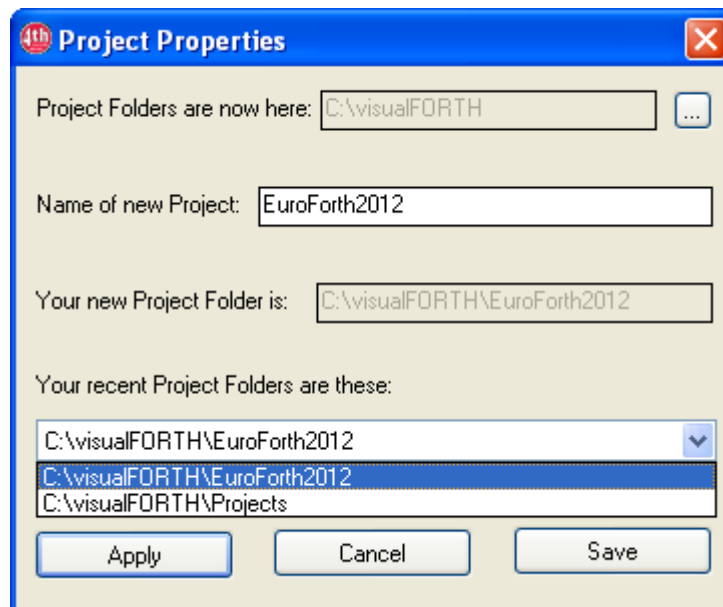 4th Project Properties
Project Folders are now here: C:\visualFORTH ...
Name of new Project: EuroForth2012
Your new Project Folder is: C:\visualFORTH\EuroForth2012
Your recent Project Folders are these:
C:\visualFORTH\EuroForth2012
C:\visualFORTH\EuroForth2012
C:\visualFORTH\Projects
Apply Cancel Save